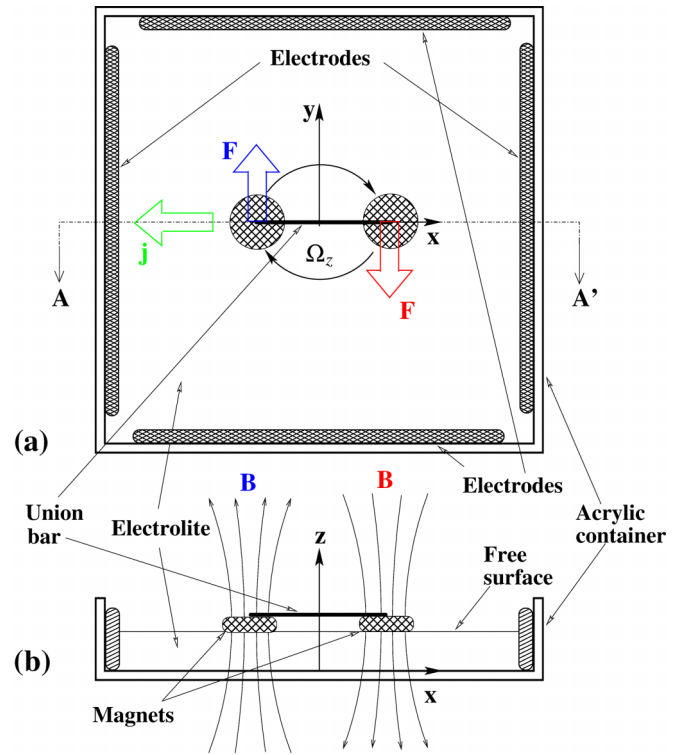 Electrodes
y
F
x
j
Ω_z
A
A’
F
(a)
Electrodes
B
B
Union
bar
Electrolite
z
Free
surface
Acrylic
container
(b)
x
Magnets